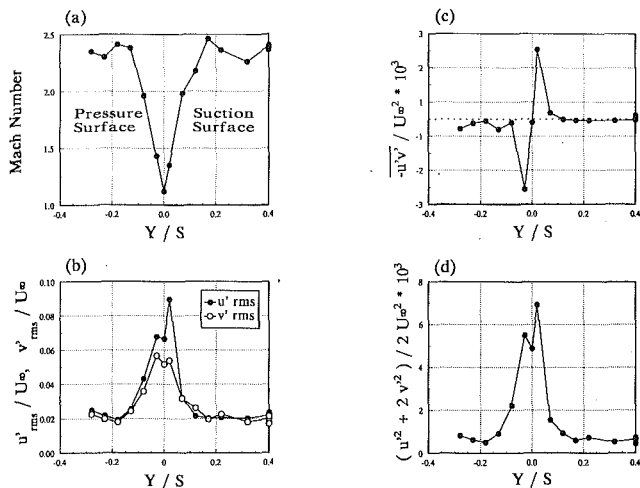 (a)
2.5
2.0
1.5
1.0
Mach Number
Pressure
Surface
Suction
Surface
-0.4 -0.2 0.0 0.2 0.4
Y / S
(c)
3
1
-1
-3
-u'v' / U∞² * 10³
-0.4 -0.2 0.0 0.2 0.4
Y / S
(b)
0.10
0.08
0.06
0.04
0.02
0.00
u'rms / U∞, v'rms / U∞
u' rms
v' rms
-0.4 -0.2 0.0 0.2 0.4
Y / S
(d)
8
6
4
2
0
( u'² + 2 v'² ) / 2 U∞² * 10³
-0.4 -0.2 0.0 0.2 0.4
Y / S